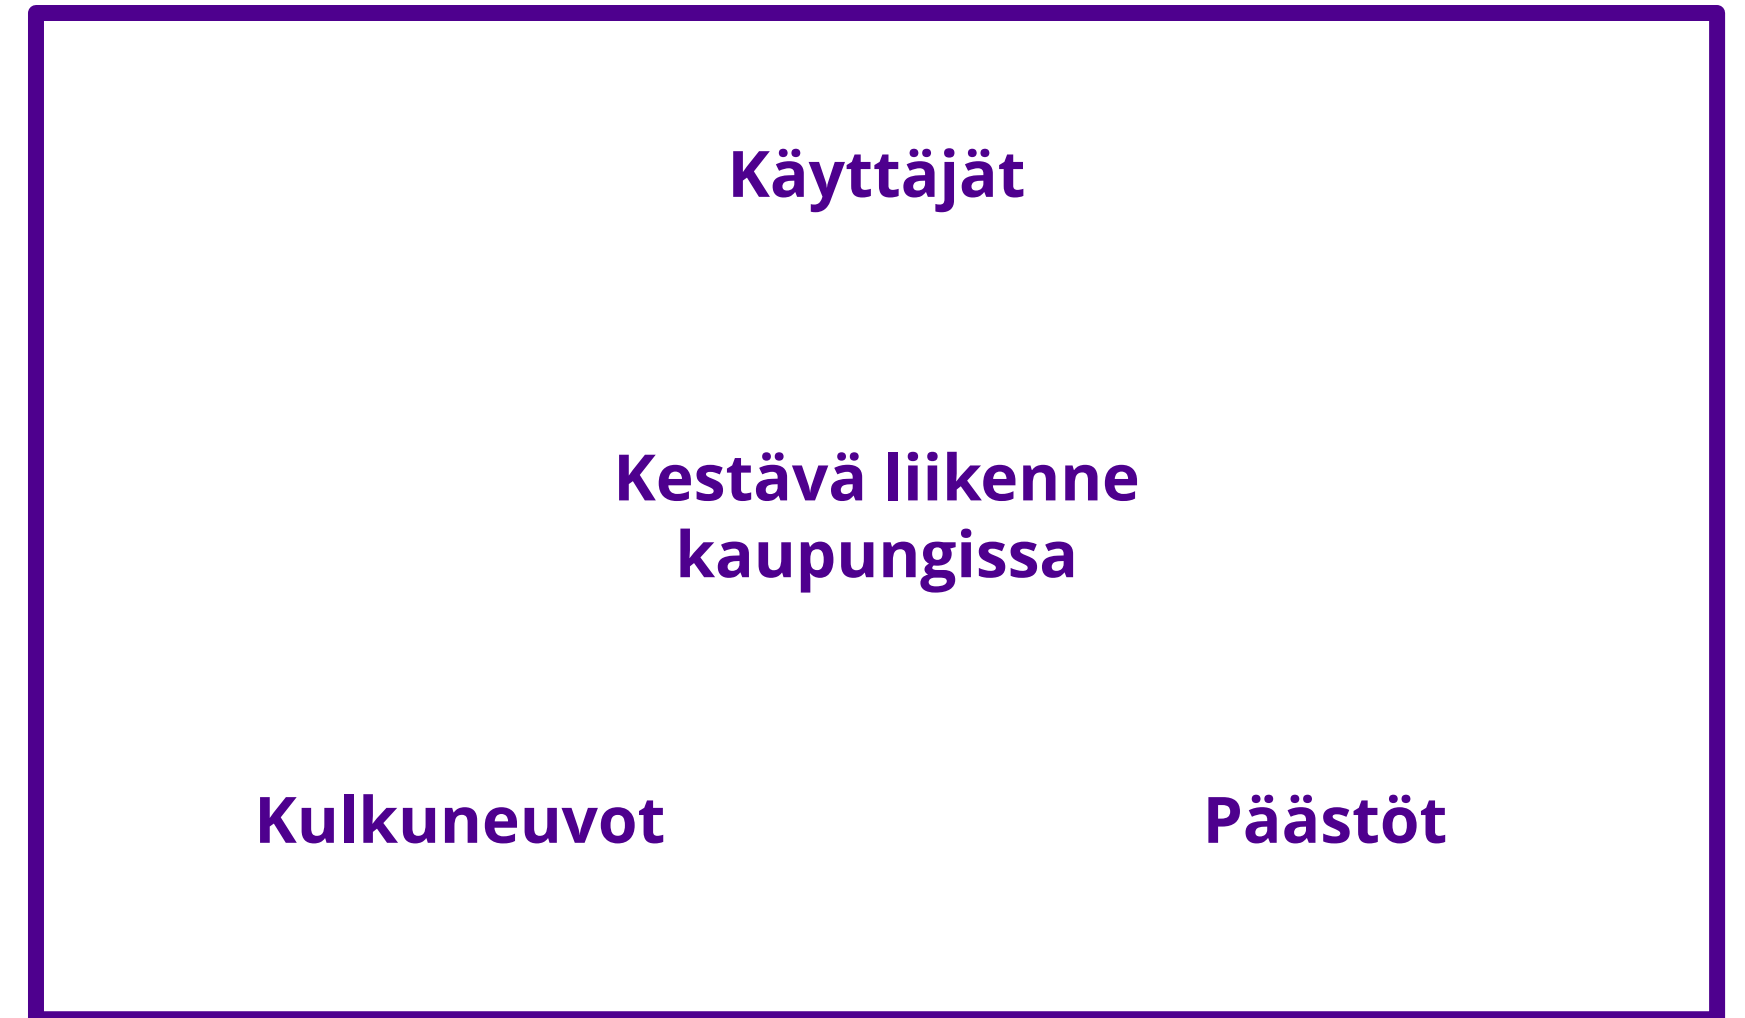 Käyttäjät
Kestävä liikenne
kaupungissa
Kulkuneuvot
Päästöt